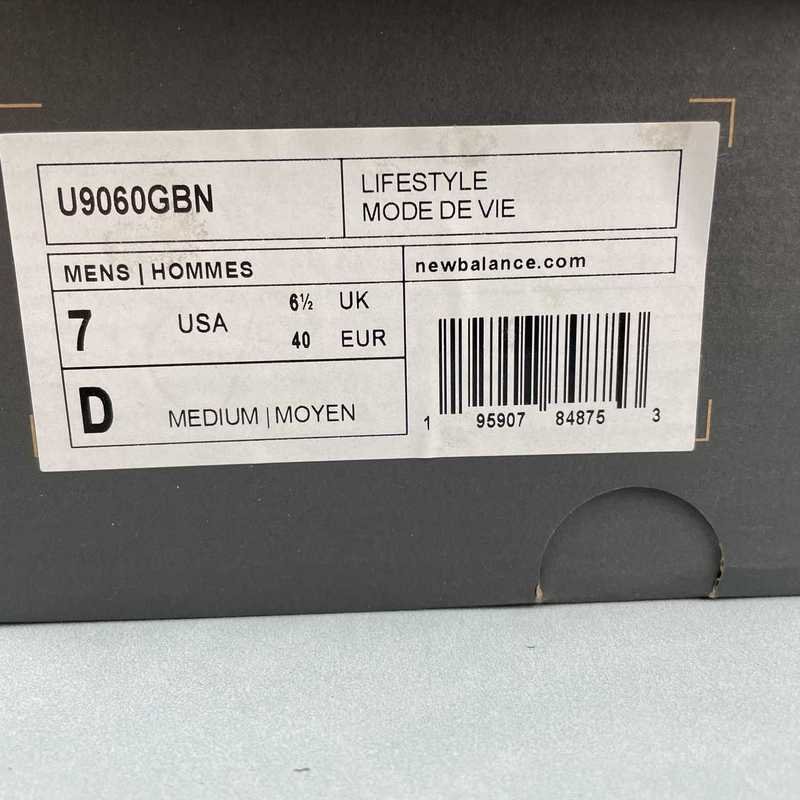 U9060GBN
LIFESTYLE
MODE DE VIE
MENS | HOMMES
newbalance.com
7 USA 6½ UK
40 EUR
D MEDIUM | MOYEN
1 95907 84875 3